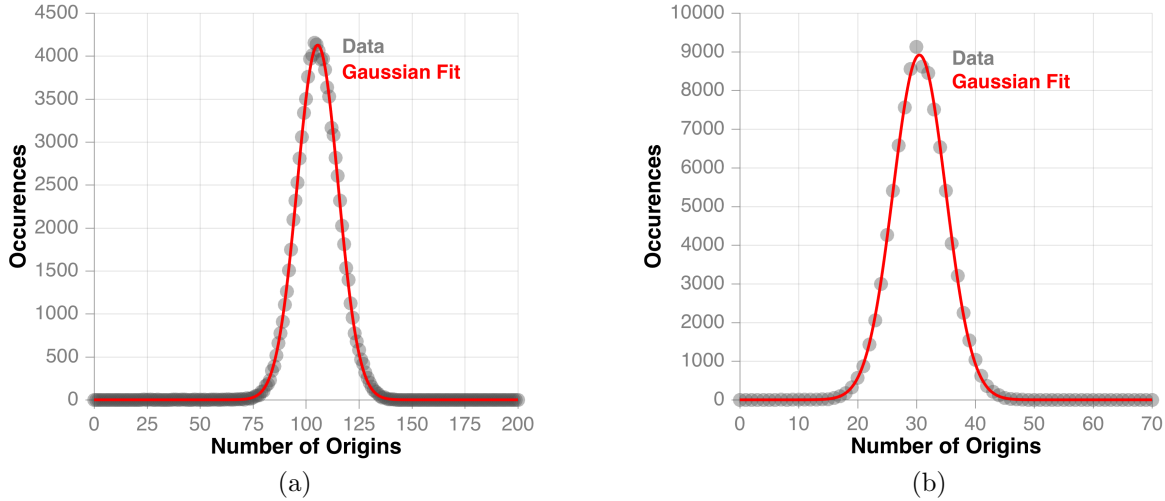 4500
4000
3500
3000
2500
2000
1500
1000
500
0
Occurences
Data
Gaussian Fit
0 25 50 75 100 125 150 175 200
Number of Origins
(a)
10000
9000
8000
7000
6000
5000
4000
3000
2000
1000
0
Occurences
Data
Gaussian Fit
0 10 20 30 40 50 60 70
Number of Origins
(b)